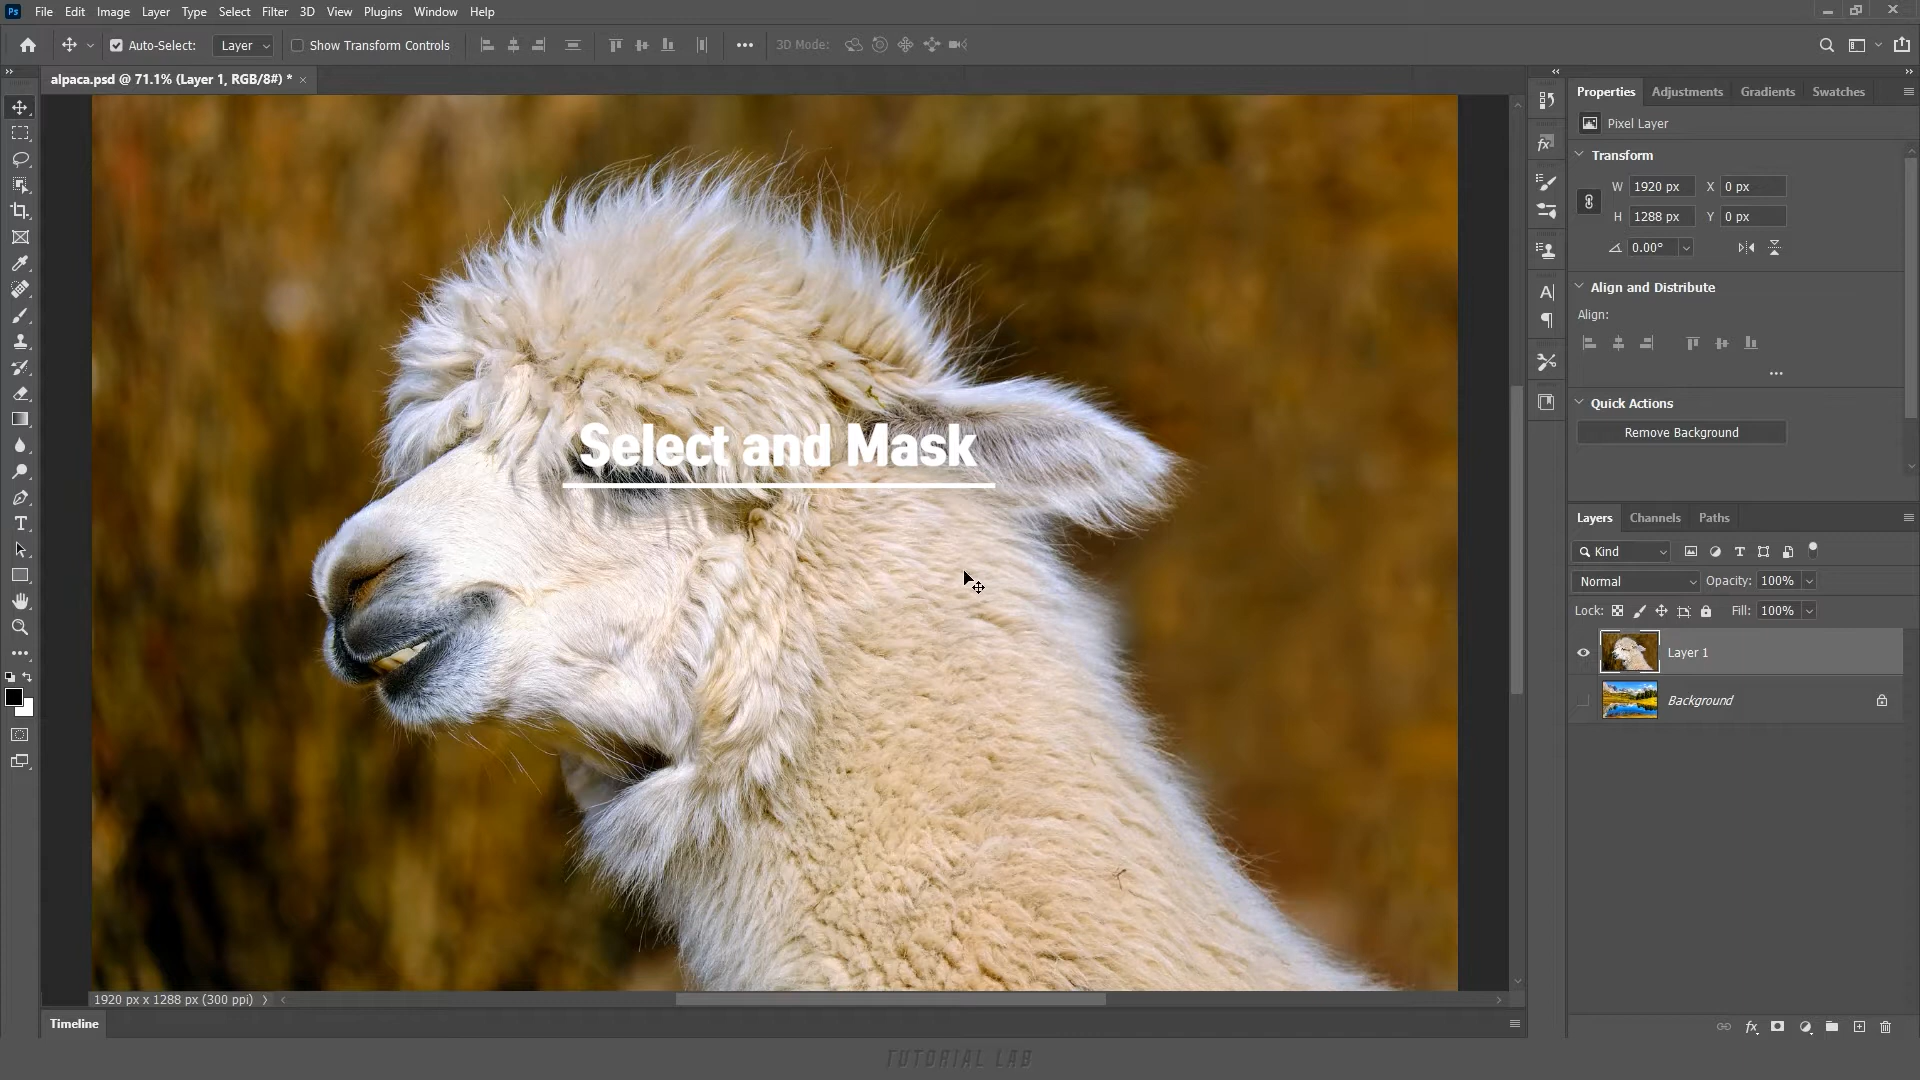 Ps File Edit Image Layer Type Select Filter 3D View Plugins Window Help
Auto-Select: Layer Show Transform Controls 3D Mode:
alpaca.psd @ 71.1% (Layer 1, RGB/8#) *
Properties Adjustments Gradients Swatches
Pixel Layer
Transform
W 1920 px X 0 px
H 1288 px Y 0 px
0.00°
Align and Distribute
Align:
Quick Actions
Remove Background
Select and Mask
Layers Channels Paths
Kind
Normal Opacity: 100%
Lock: Fill: 100%
Layer 1
Background
1920 px x 1288 px (300 ppi)
Timeline
TUTORIAL LAB